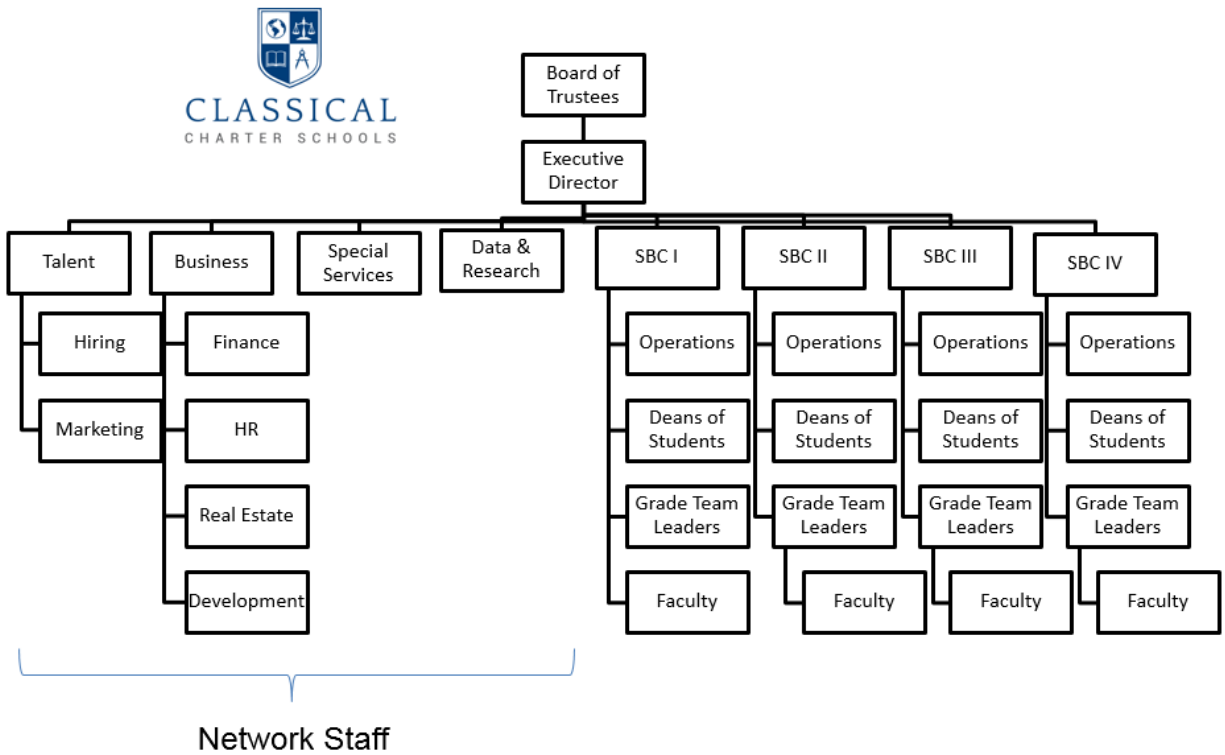 CLASSICAL
CHARTER SCHOOLS
Board of
Trustees
Executive
Director
Talent
Business
Special
Services
Data &
Research
SBC I
SBC II
SBC III
SBC IV
Hiring
Finance
Operations
Operations
Operations
Operations
Marketing
HR
Deans of
Students
Deans of
Students
Deans of
Students
Deans of
Students
Real Estate
Grade Team
Leaders
Grade Team
Leaders
Grade Team
Leaders
Grade Team
Leaders
Development
Faculty
Faculty
Faculty
Faculty
Network Staff